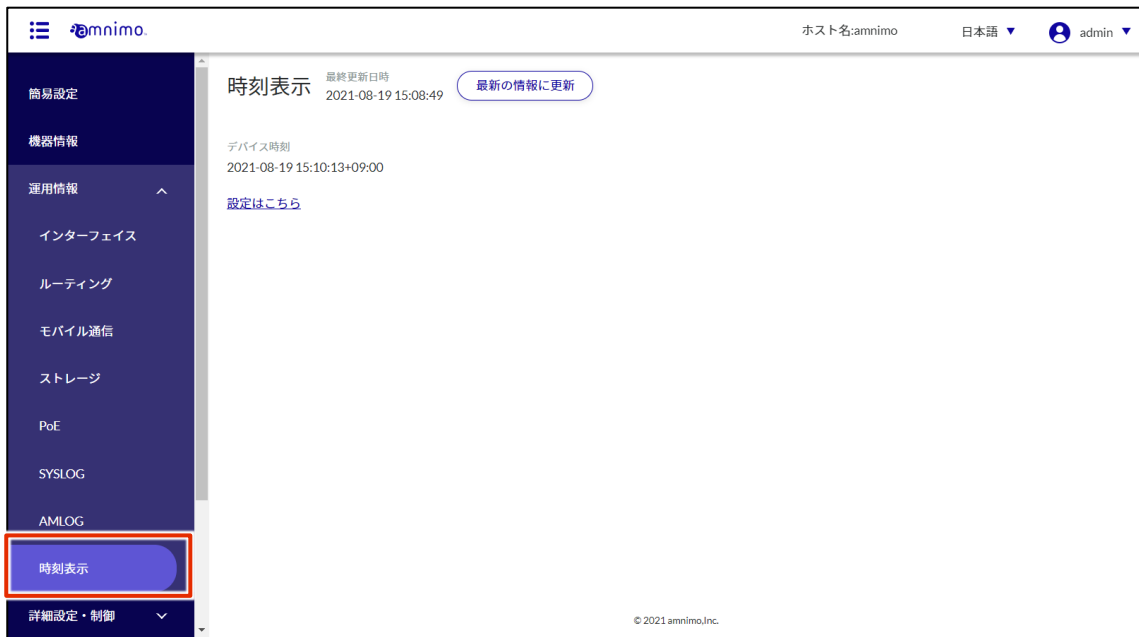 amnimo
ホスト名:amnimo
日本語
admin
簡易設定
機器情報
運用情報
インターフェイス
ルーティング
モバイル通信
ストレージ
PoE
SYSLOG
AMLOG
時刻表示
詳細設定・制御
時刻表示
最終更新日時
2021-08-19 15:08:49
最新の情報に更新
デバイス時刻
2021-08-19 15:10:13+09:00
設定はこちら
© 2021 amnimo,Inc.